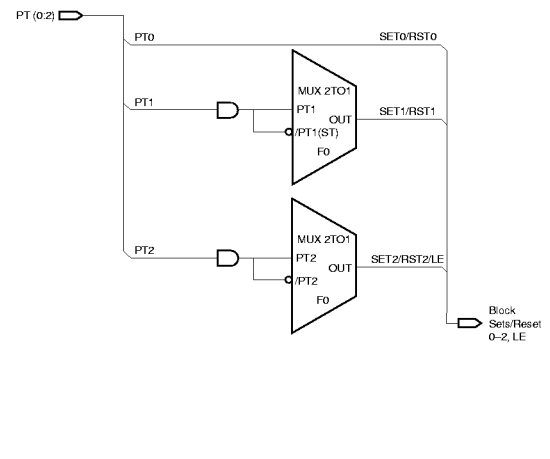 PT (0:2)
PT0
SET0/RST0
MUX 2TO1
PT1
PT1
SET1/RST1
OUT
/PT1(ST)
F0
MUX 2TO1
PT2
PT2
SET2/RST2/LE
OUT
/PT2
F0
Block
Sets/Reset
0–2, LE